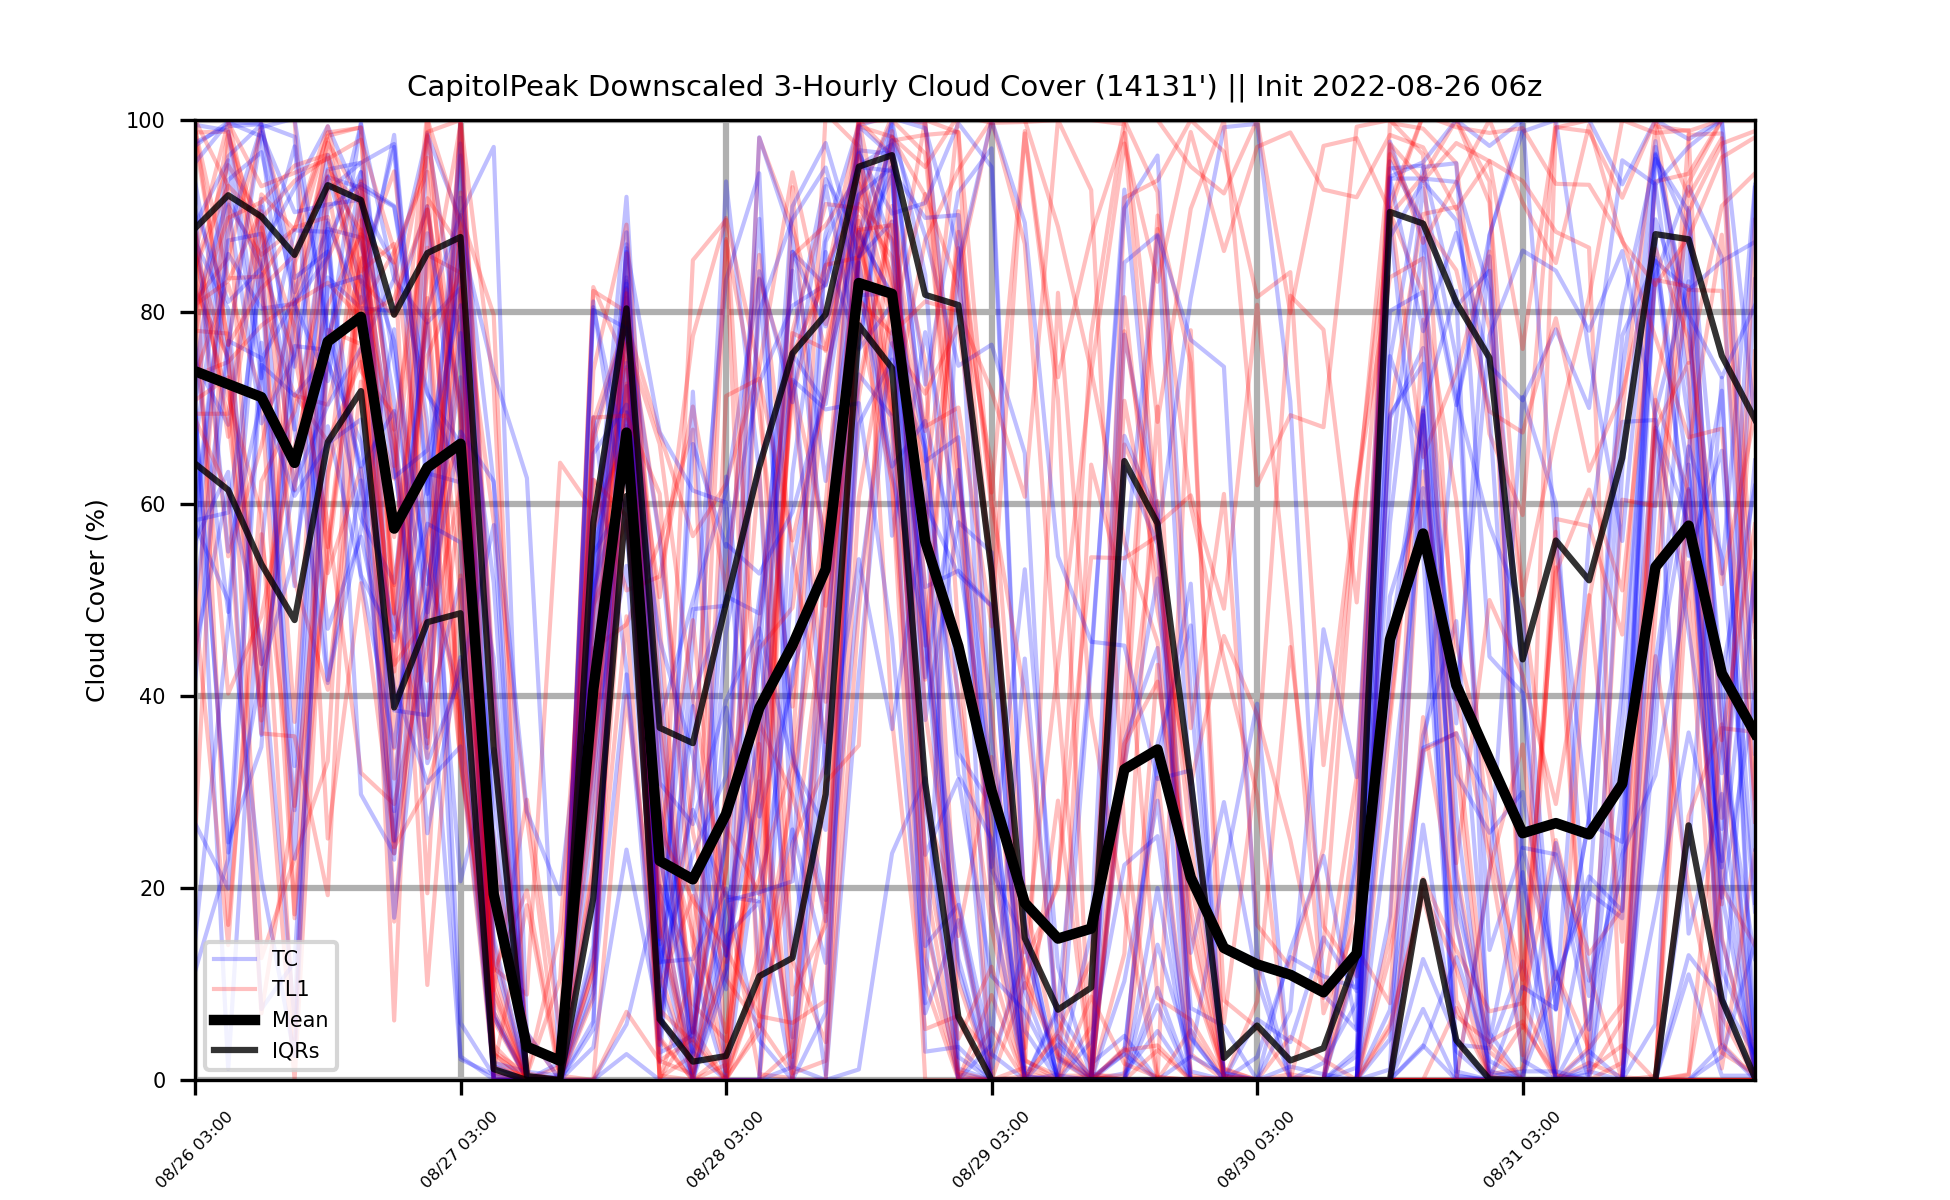 CapitolPeak Downscaled 3-Hourly Cloud Cover (14131') || Init 2022-08-26 06z
Cloud Cover (%)
100
80
60
40
20
0
TC
TL1
Mean
IQRs
08/26 03:00
08/27 03:00
08/28 03:00
08/29 03:00
08/30 03:00
08/31 03:00